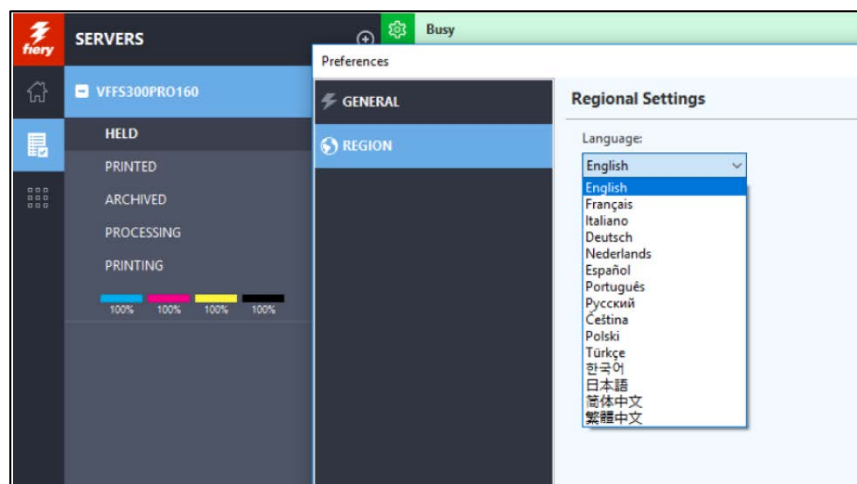 fiery
SERVERS
Busy
Preferences
VFFS300PRO160
HELD
PRINTED
ARCHIVED
PROCESSING
PRINTING
100% 100% 100% 100%
GENERAL
REGION
Regional Settings
Language:
English
English
Français
Italiano
Deutsch
Nederlands
Español
Português
Русский
Čeština
Polski
Türkçe
한국어
日本語
简体中文
繁體中文